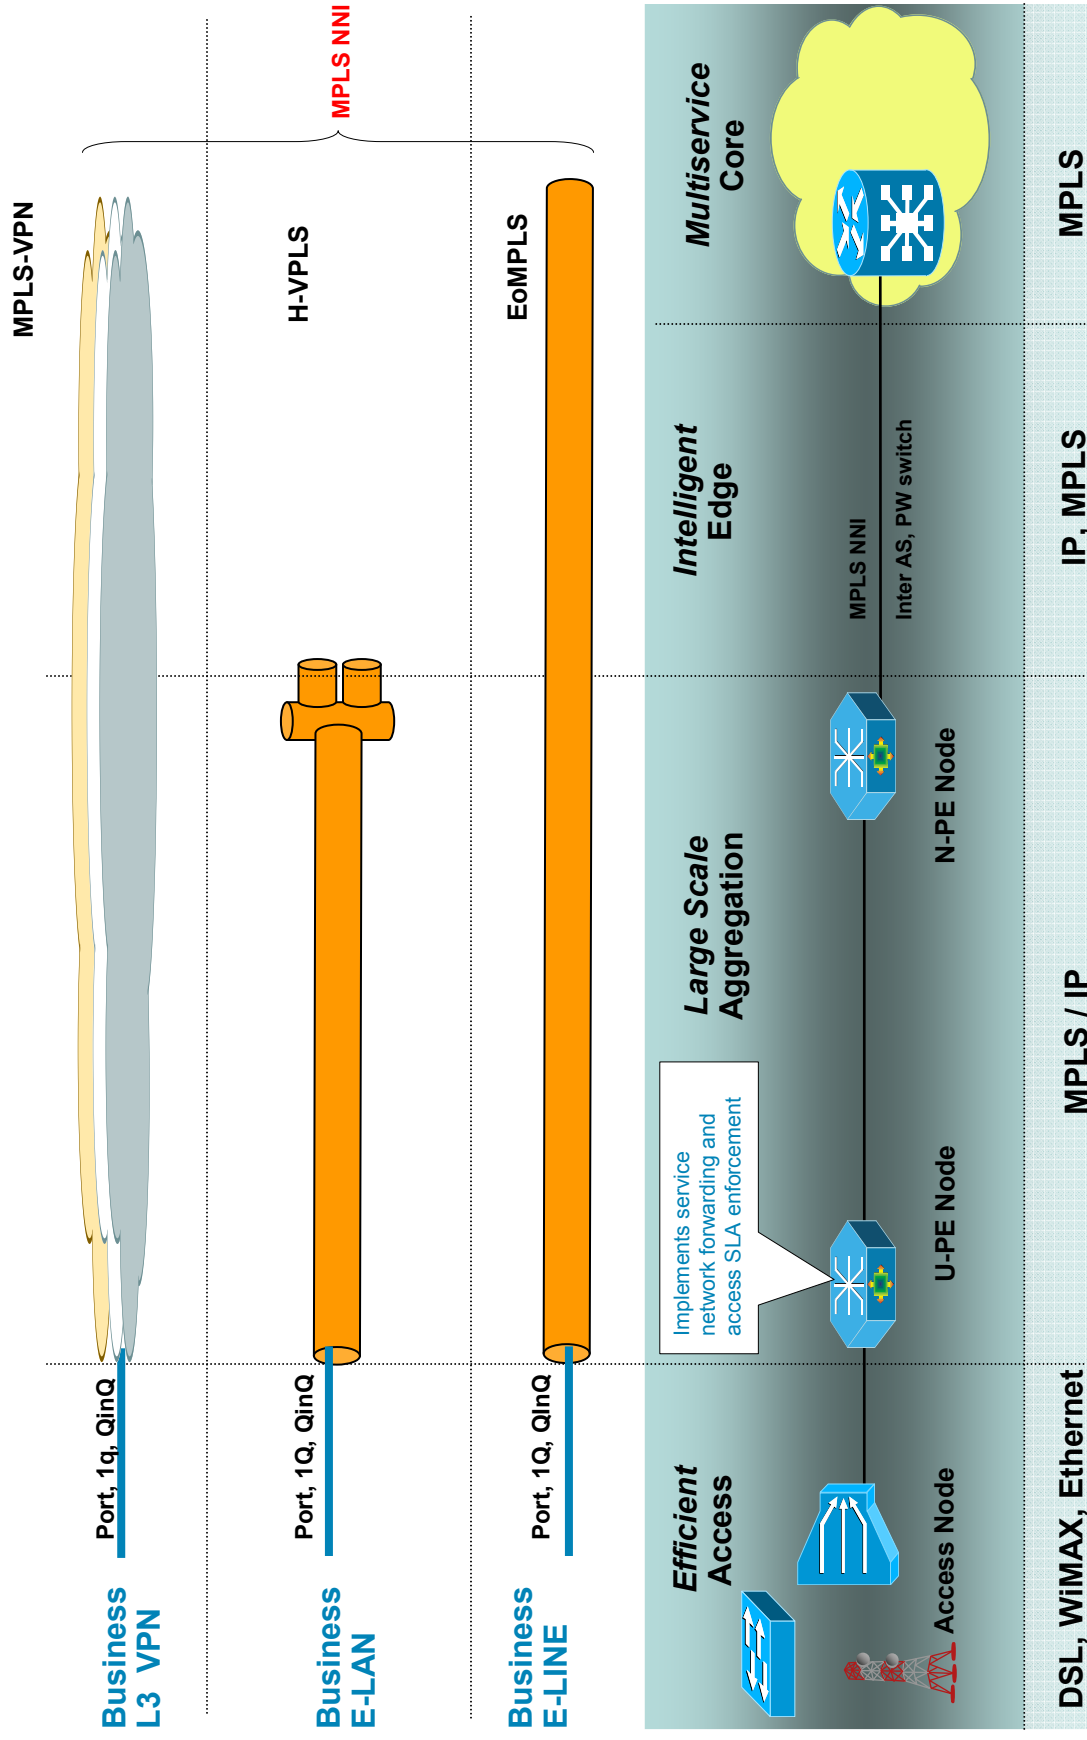 MPLS-VPN
Business
L3 VPN
Port, 1q, QinQ
MPLS NNI
H-VPLS
Business
E-LAN
Port, 1Q, QinQ
EoMPLS
Business
E-LINE
Port, 1Q, QInQ
Efficient
Access
Large Scale
Aggregation
Intelligent
Edge
Multiservice
Core
Implements service
network forwarding and
access SLA enforcement
MPLS NNI
Inter AS, PW switch
Access Node
U-PE Node
N-PE Node
DSL, WiMAX, Ethernet
MPLS / IP
IP, MPLS
MPLS